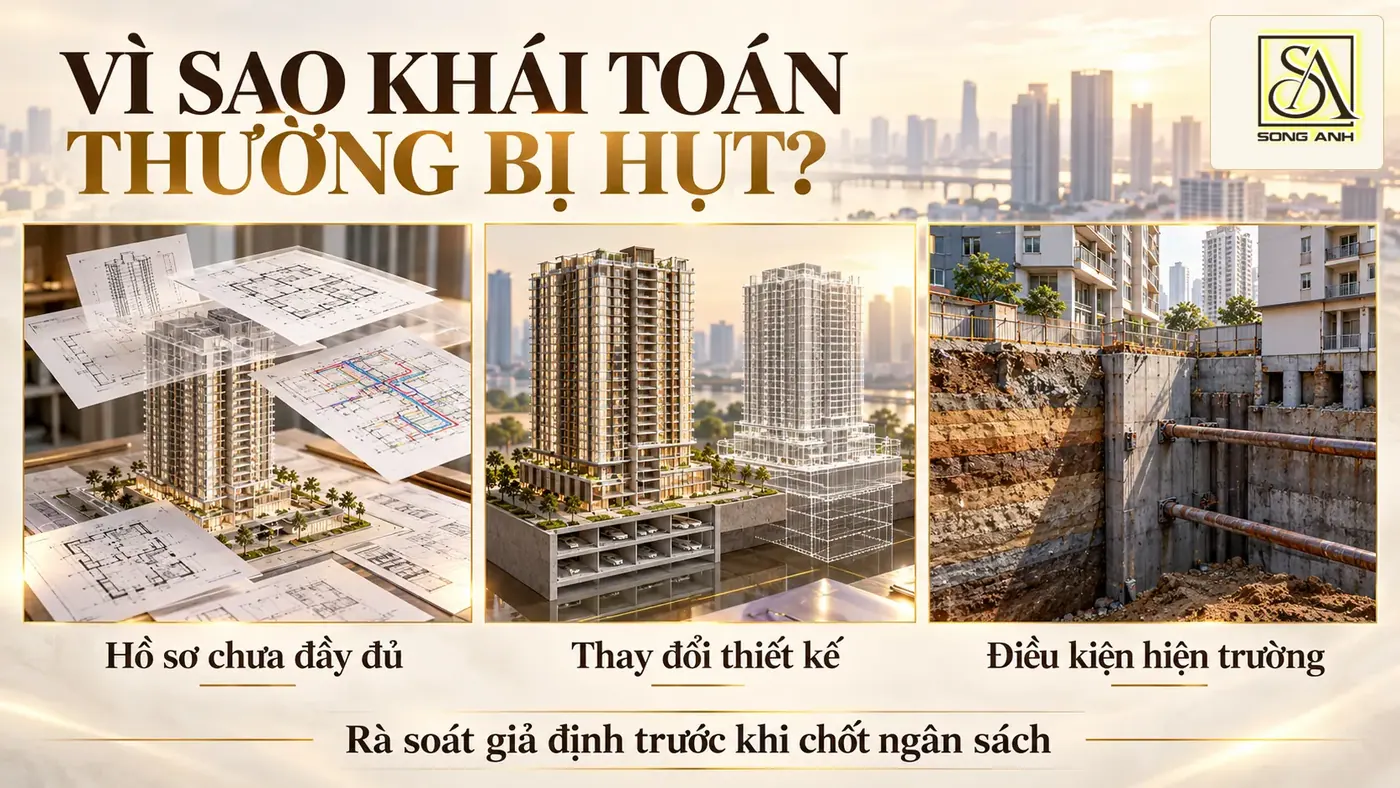 VÌ SAO KHÁI TOÁN
THƯỜNG BỊ HỤT?
SA
SONG ANH
Hồ sơ chưa đầy đủ
Thay đổi thiết kế
Điều kiện hiện trường
Rà soát giả định trước khi chốt ngân sách